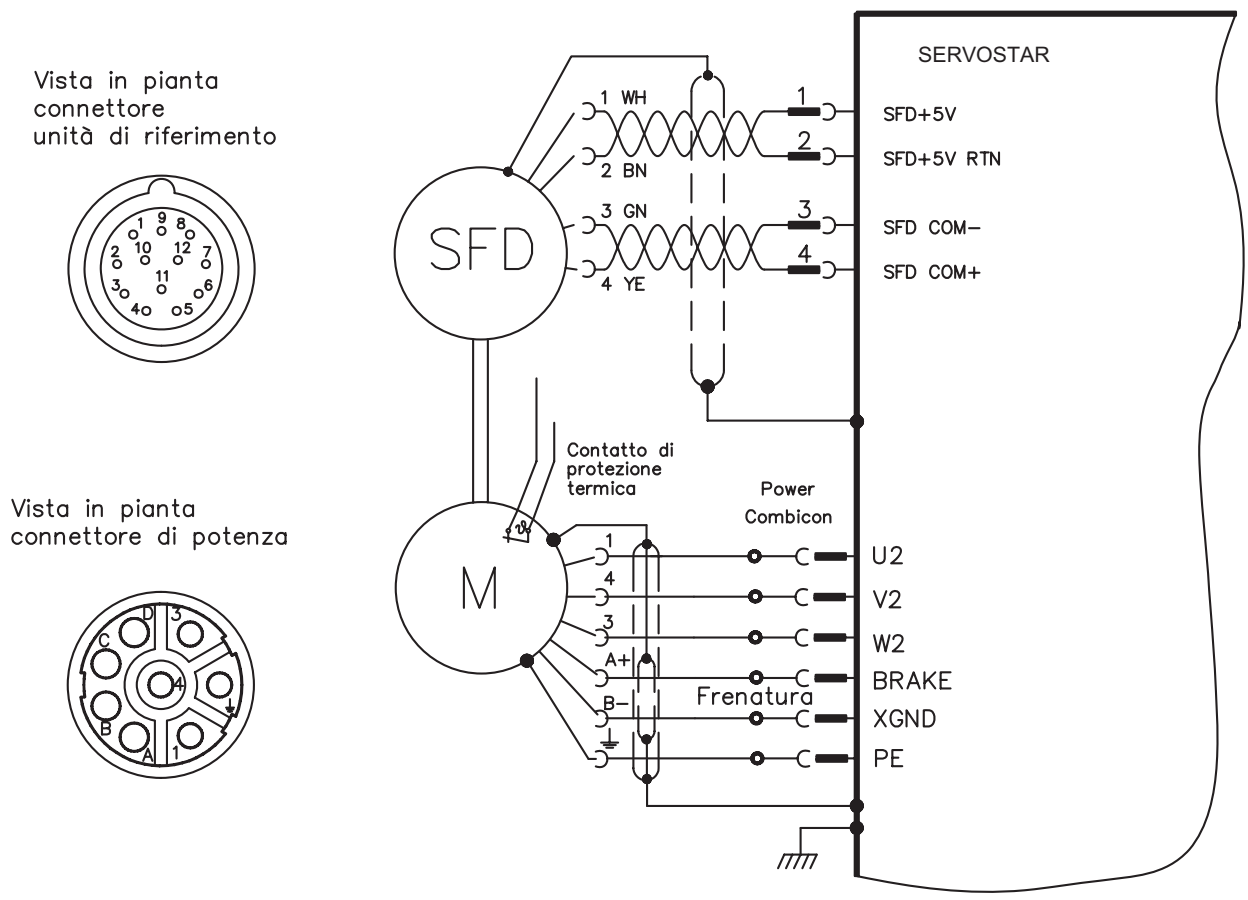 Vista in pianta
connettore
unità di riferimento
1 9 8
2 10 12 7
11
3 6
4 5
Vista in pianta
connettore di potenza
D 3
C
4
B
A 1
SFD
1 WH
2 BN
3 GN
4 YE
1
2
3
4
SERVOSTAR
SFD+5V
SFD+5V RTN
SFD COM-
SFD COM+
Contatto di
protezione
termica
ϑ
M
Power
Combicon
1
4
3
A+
B-
Frenatura
U2
V2
W2
BRAKE
XGND
PE